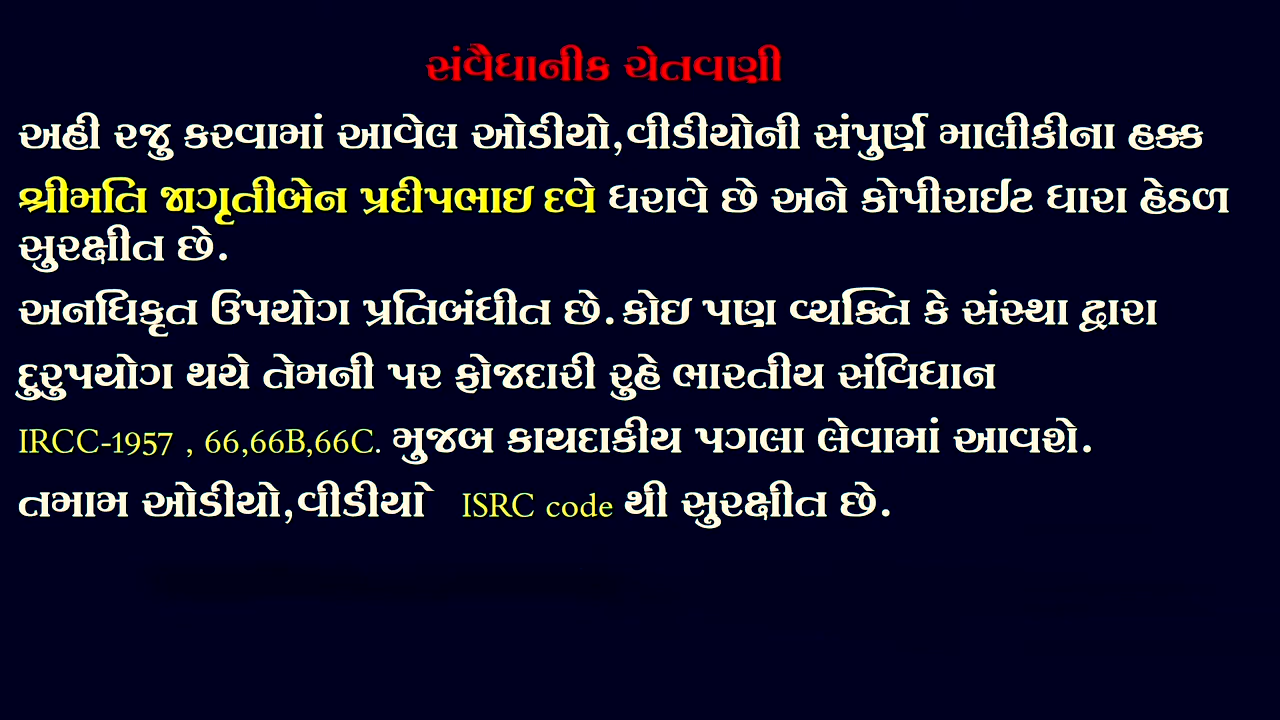 સંવૈધાનીક ચેતવણી
અહી રજુ કરવામાં આવેલ ઓડીયો,વીડીયોની સંપુર્ણ માલીકીના હક્ક
શ્રીમતિ જાગૃતીબેન પ્રદીપભાઇ દવે ધરાવે છે અને કોપીરાઈટ ધારા હેઠળ
સુરક્ષીત છે.
અનધિકૃત ઉપયોગ પ્રતિબંધીત છે.કોઇ પણ વ્યક્તિ કે સંસ્થા દ્વારા
દુરુપયોગ થયે તેમની પર ફોજદારી રુહે ભારતીય સંવિધાન
IRCC-1957 , 66,66B,66C. મુજબ કાયદાકીય પગલા લેવામાં આવશે.
તમામ ઓડીયો,વીડીયો ISRC code થી સુરક્ષીત છે.